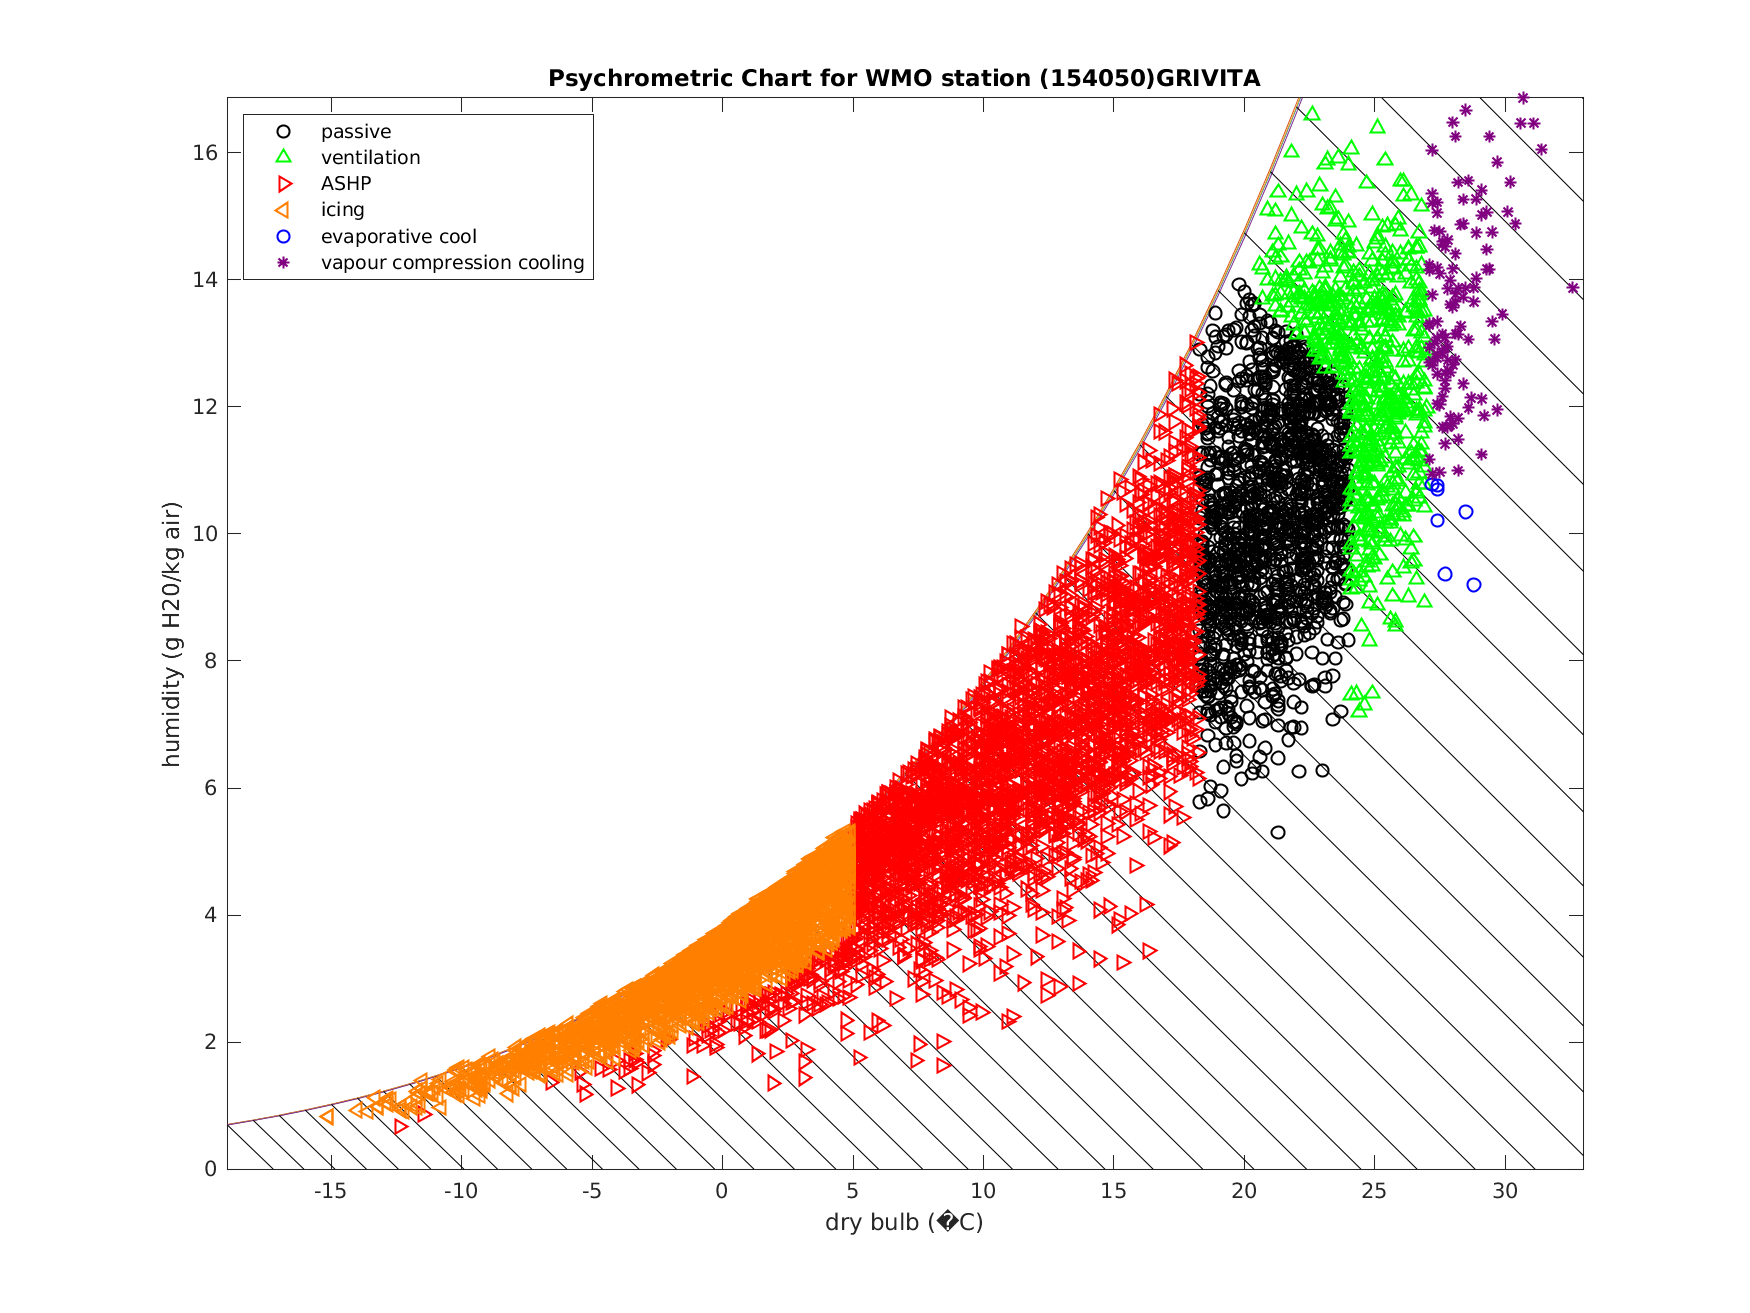 Psychrometric Chart for WMO station (154050)GRIVITA
passive
ventilation
ASHP
icing
evaporative cool
vapour compression cooling
humidity (g H20/kg air)
16
14
12
10
8
6
4
2
0
-15 -10 -5 0 5 10 15 20 25 30
dry bulb (�C)